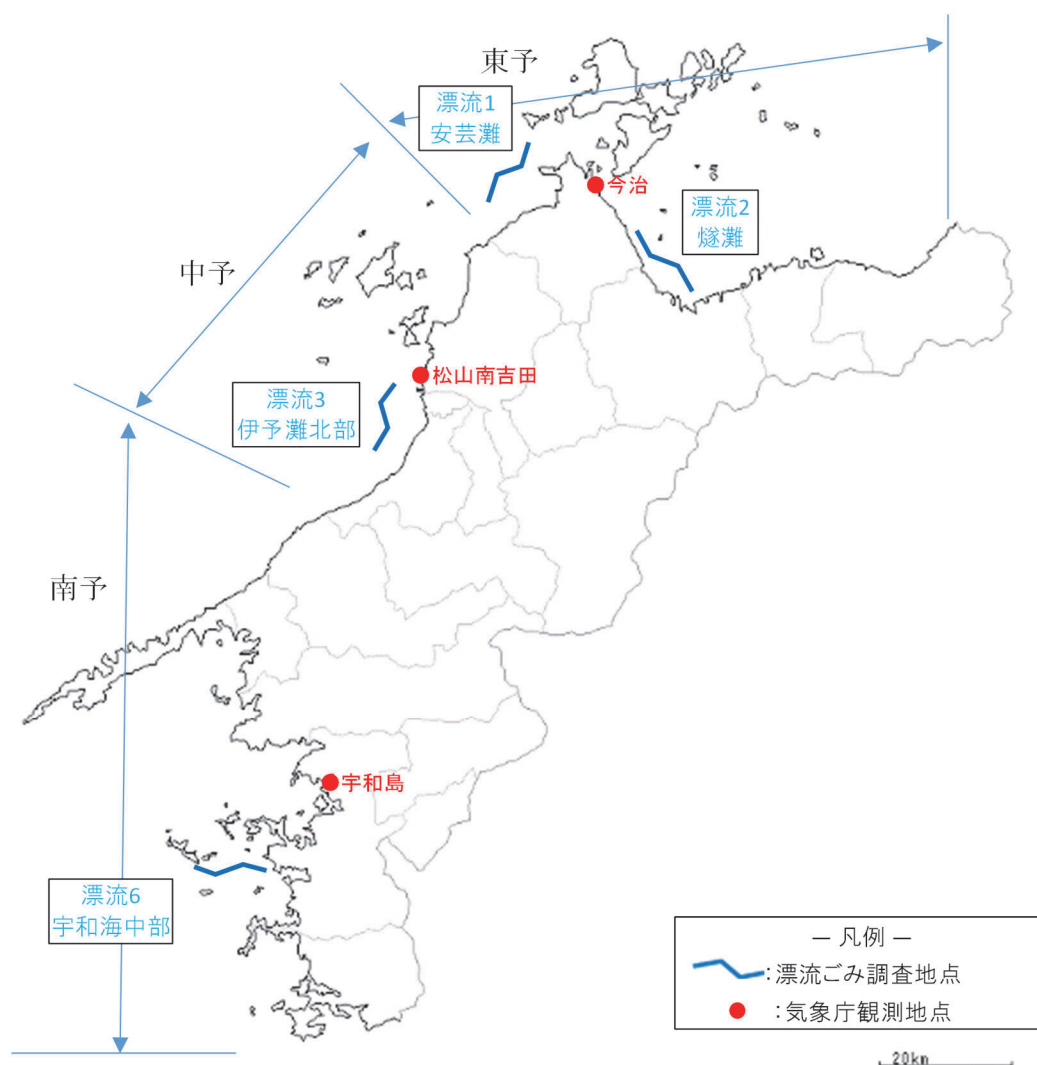 東予
漂流1
安芸灘
今治
漂流2
燧灘
中予
松山南吉田
漂流3
伊予灘北部
南予
宇和島
漂流6
宇和海中部
― 凡例 ―
:漂流ごみ調査地点
:気象庁観測地点
20km